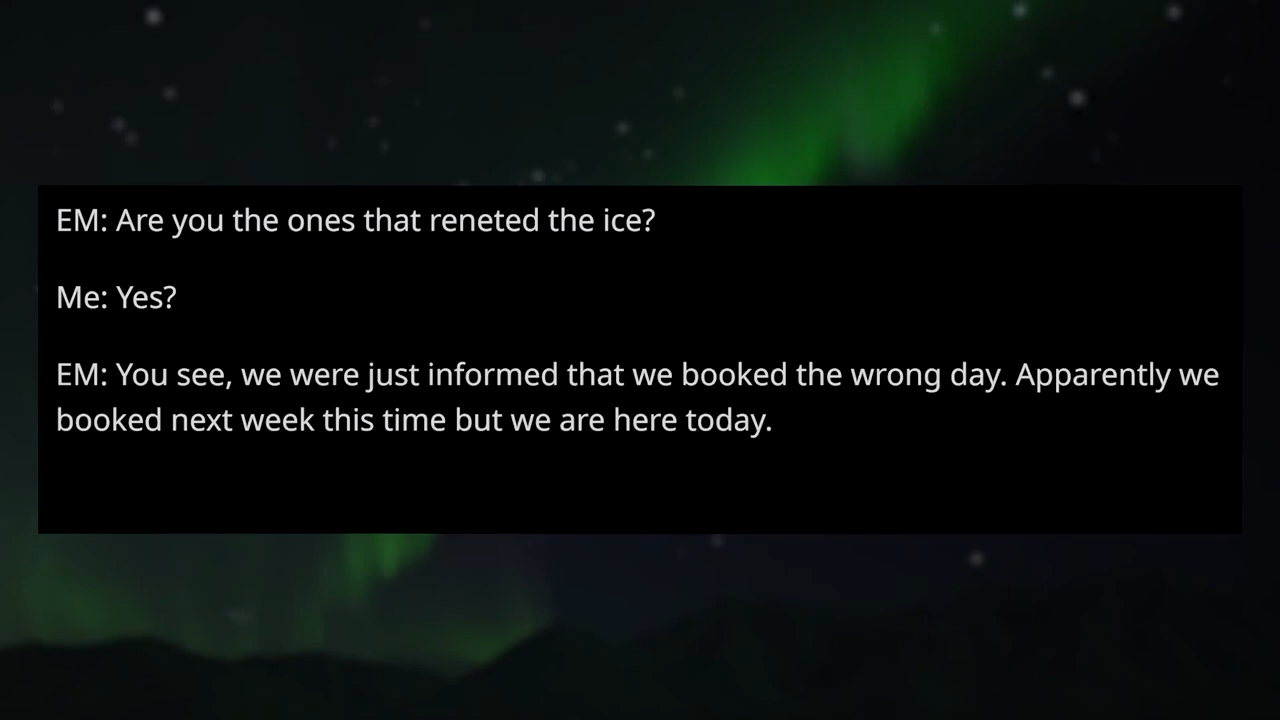 EM: Are you the ones that reneted the ice?
Me: Yes?
EM: You see, we were just informed that we booked the wrong day. Apparently we
booked next week this time but we are here today.